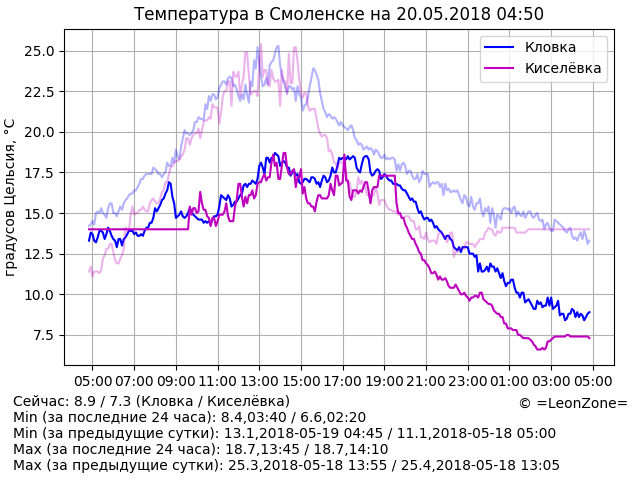 Температура в Смоленске на 20.05.2018 04:50
Кловка
Киселёвка
градусов Цельсия, °C
25.0
22.5
20.0
17.5
15.0
12.5
10.0
7.5
05:00 07:00 09:00 11:00 13:00 15:00 17:00 19:00 21:00 23:00 01:00 03:00 05:00
Сейчас: 8.9 / 7.3 (Кловка / Киселёвка)
© =LeonZone=
Min (за последние 24 часа): 8.4,03:40 / 6.6,02:20
Min (за предыдущие сутки): 13.1,2018-05-19 04:45 / 11.1,2018-05-18 05:00
Max (за последние 24 часа): 18.7,13:45 / 18.7,14:10
Max (за предыдущие сутки): 25.3,2018-05-18 13:55 / 25.4,2018-05-18 13:05